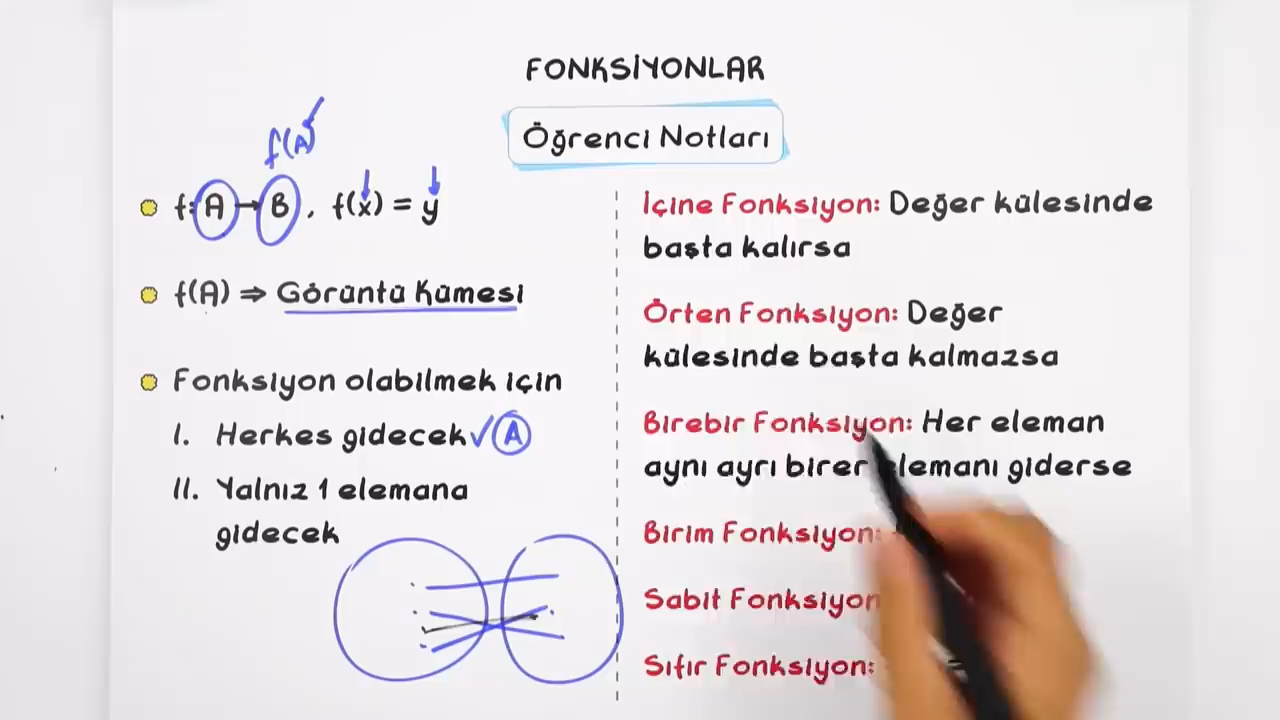 FONKSİYONLAR
Öğrenci Notları
f(A)
f: A → B , f(x) = y
f(A) ⇒ Görüntü Kümesi
Fonksiyon olabilmek için
I. Herkes gidecek ✓ A
II. Yalnız 1 elemana
gidecek
İçine Fonksiyon: Değer külesinde
başta kalırsa
Örten Fonksiyon: Değer
külesinde başta kalmazsa
Birebir Fonksiyon: Her eleman
aynı ayrı birer elemanı giderse
Birim Fonksiyon:
Sabit Fonksiyon
Sıfır Fonksiyon: